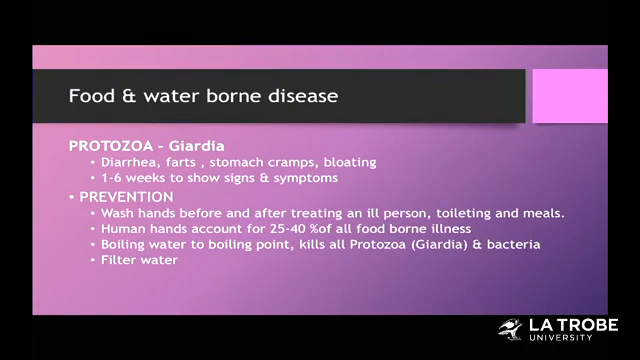 Food & water borne disease
PROTOZOA - Giardia
• Diarrhea, farts , stomach cramps, bloating
• 1-6 weeks to show signs & symptoms
• PREVENTION
• Wash hands before and after treating an ill person, toileting and meals.
• Human hands account for 25-40 %of all food borne illness
• Boiling water to boiling point, kills all Protozoa (Giardia) & bacteria
• Filter water
LA TROBE
UNIVERSITY